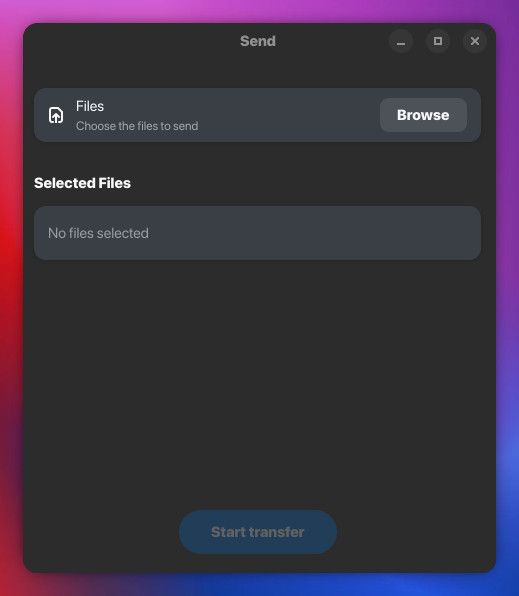 Send
Files
Choose the files to send
Browse
Selected Files
No files selected
Start transfer